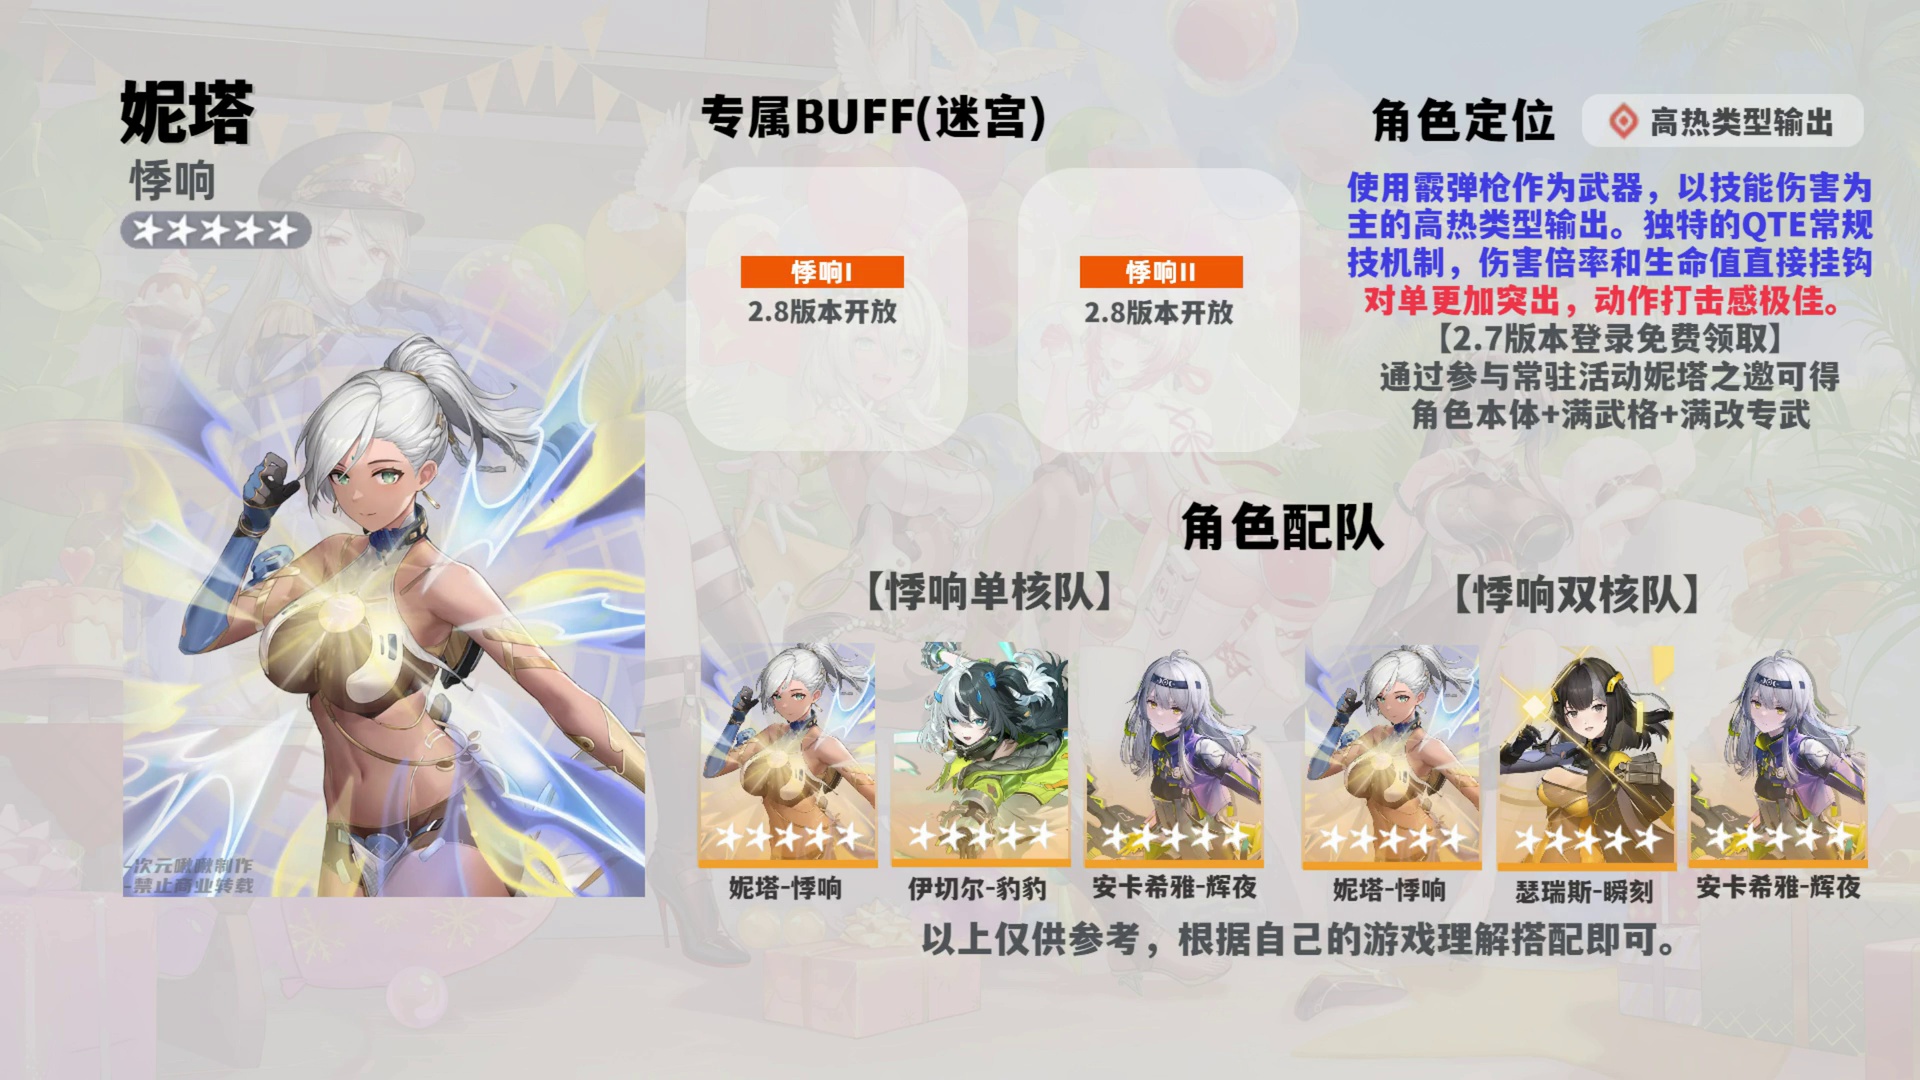 妮塔
悸响
专属BUFF(迷宫)
悸响I
2.8版本开放
悸响II
2.8版本开放
角色定位
高热类型输出
使用霰弹枪作为武器，以技能伤害为
主的高热类型输出。独特的QTE常规
技机制，伤害倍率和生命值直接挂钩
对单更加突出，动作打击感极佳。
【2.7版本登录免费领取】
通过参与常驻活动妮塔之邀可得
角色本体+满武格+满改专武
角色配队
【悸响单核队】
妮塔-悸响
伊切尔-豹豹
安卡希雅-辉夜
【悸响双核队】
妮塔-悸响
瑟瑞斯-瞬刻
安卡希雅-辉夜
以上仅供参考，根据自己的游戏理解搭配即可。
-次元啾啾制作
-禁止商业转载